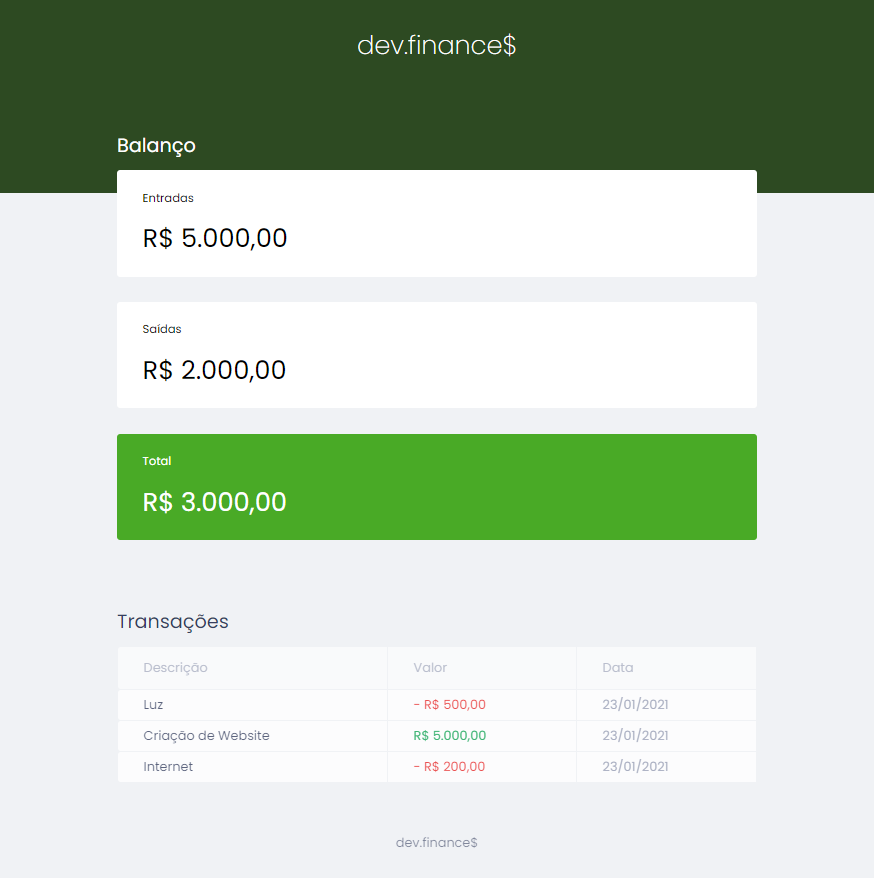 dev.finance$
Balanço
Entradas
R$ 5.000,00
Saídas
R$ 2.000,00
Total
R$ 3.000,00
Transações
Descrição Valor Data
Luz - R$ 500,00 23/01/2021
Criação de Website R$ 5.000,00 23/01/2021
Internet - R$ 200,00 23/01/2021
dev.finance$